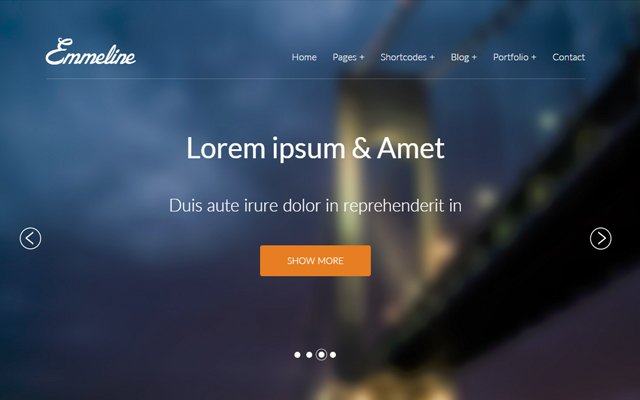 Emmeline
Home Pages + Shortcodes + Blog + Portfolio + Contact
Lorem ipsum & Amet
Duis aute irure dolor in reprehenderit in
SHOW MORE